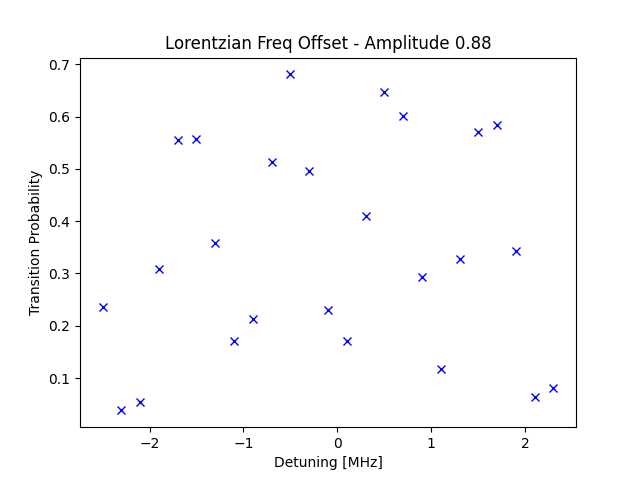 Lorentzian Freq Offset - Amplitude 0.88
0.7
0.6
0.5
0.4
0.3
0.2
0.1
Transition Probability
−2 −1 0 1 2
Detuning [MHz]